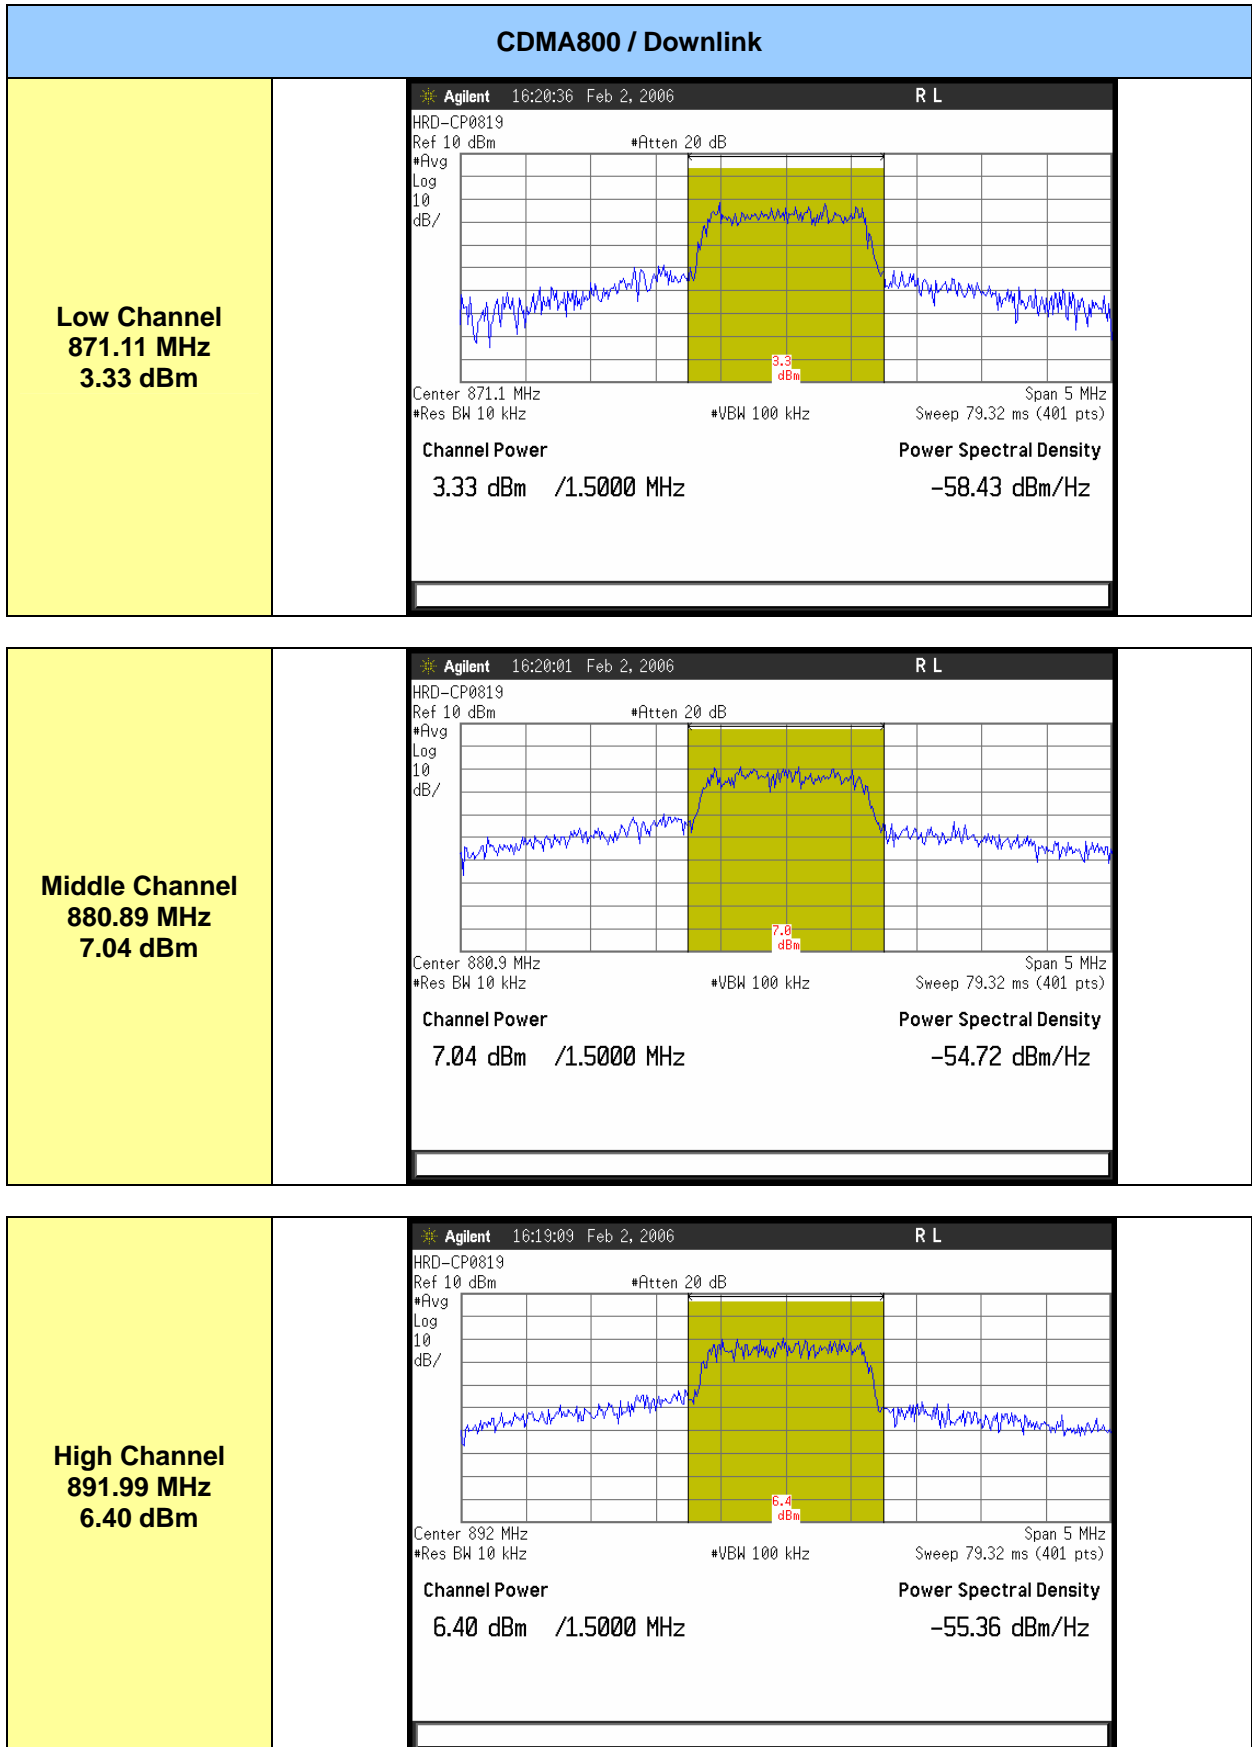 CDMA800 / Downlink
Low Channel
871.11 MHz
3.33 dBm
Agilent 16:20:36 Feb 2, 2006 R L
HRD-CP0819
Ref 10 dBm #Atten 20 dB
#Avg
Log
10
dB/
3.3
dBm
Center 871.1 MHz Span 5 MHz
#Res BW 10 kHz #VBW 100 kHz Sweep 79.32 ms (401 pts)
Channel Power Power Spectral Density
3.33 dBm /1.5000 MHz -58.43 dBm/Hz
Middle Channel
880.89 MHz
7.04 dBm
Agilent 16:20:01 Feb 2, 2006 R L
HRD-CP0819
Ref 10 dBm #Atten 20 dB
#Avg
Log
10
dB/
7.0
dBm
Center 880.9 MHz Span 5 MHz
#Res BW 10 kHz #VBW 100 kHz Sweep 79.32 ms (401 pts)
Channel Power Power Spectral Density
7.04 dBm /1.5000 MHz -54.72 dBm/Hz
High Channel
891.99 MHz
6.40 dBm
Agilent 16:19:09 Feb 2, 2006 R L
HRD-CP0819
Ref 10 dBm #Atten 20 dB
#Avg
Log
10
dB/
6.4
dBm
Center 892 MHz Span 5 MHz
#Res BW 10 kHz #VBW 100 kHz Sweep 79.32 ms (401 pts)
Channel Power Power Spectral Density
6.40 dBm /1.5000 MHz -55.36 dBm/Hz